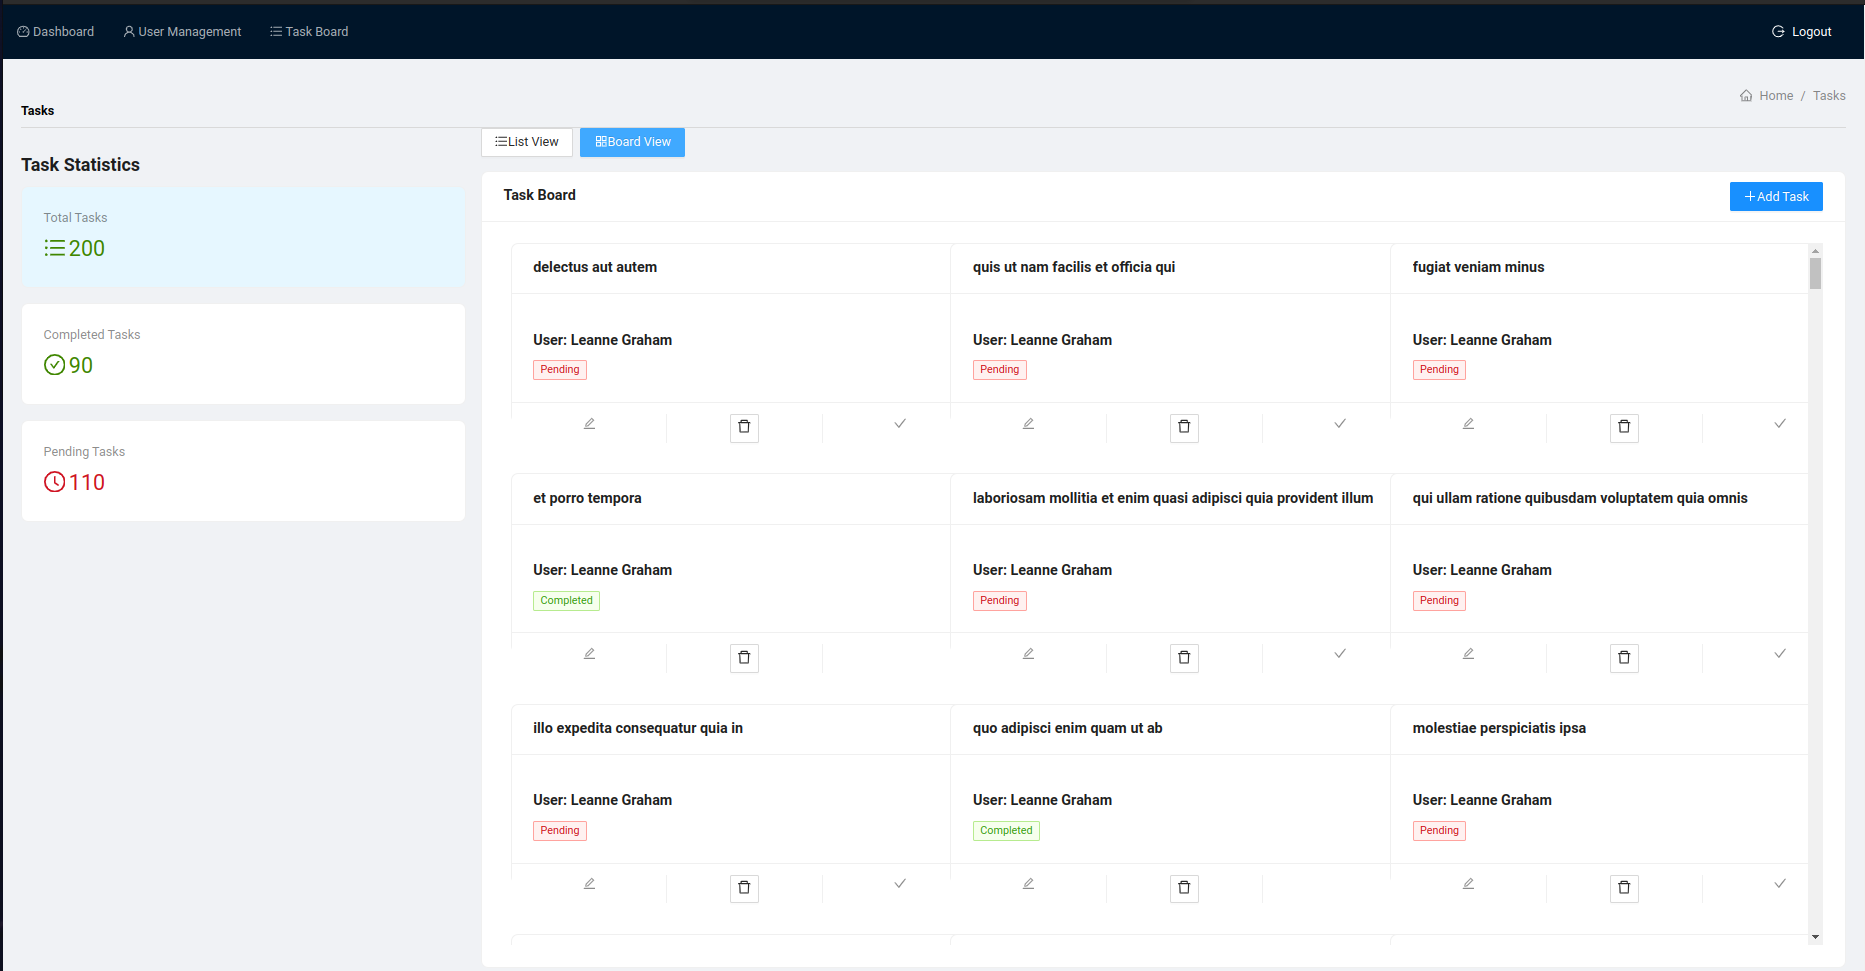 Dashboard User Management Task Board Logout
Home / Tasks
Tasks
List View Board View
Task Statistics
Total Tasks
200
Completed Tasks
90
Pending Tasks
110
Task Board
Add Task
delectus aut autem
User: Leanne Graham
Pending
quis ut nam facilis et officia qui
User: Leanne Graham
Pending
fugiat veniam minus
User: Leanne Graham
Pending
et porro tempora
User: Leanne Graham
Completed
laboriosam mollitia et enim quasi adipisci quia provident illum
User: Leanne Graham
Pending
qui ullam ratione quibusdam voluptatem quia omnis
User: Leanne Graham
Pending
illo expedita consequatur quia in
User: Leanne Graham
Pending
quo adipisci enim quam ut ab
User: Leanne Graham
Completed
molestiae perspiciatis ipsa
User: Leanne Graham
Pending